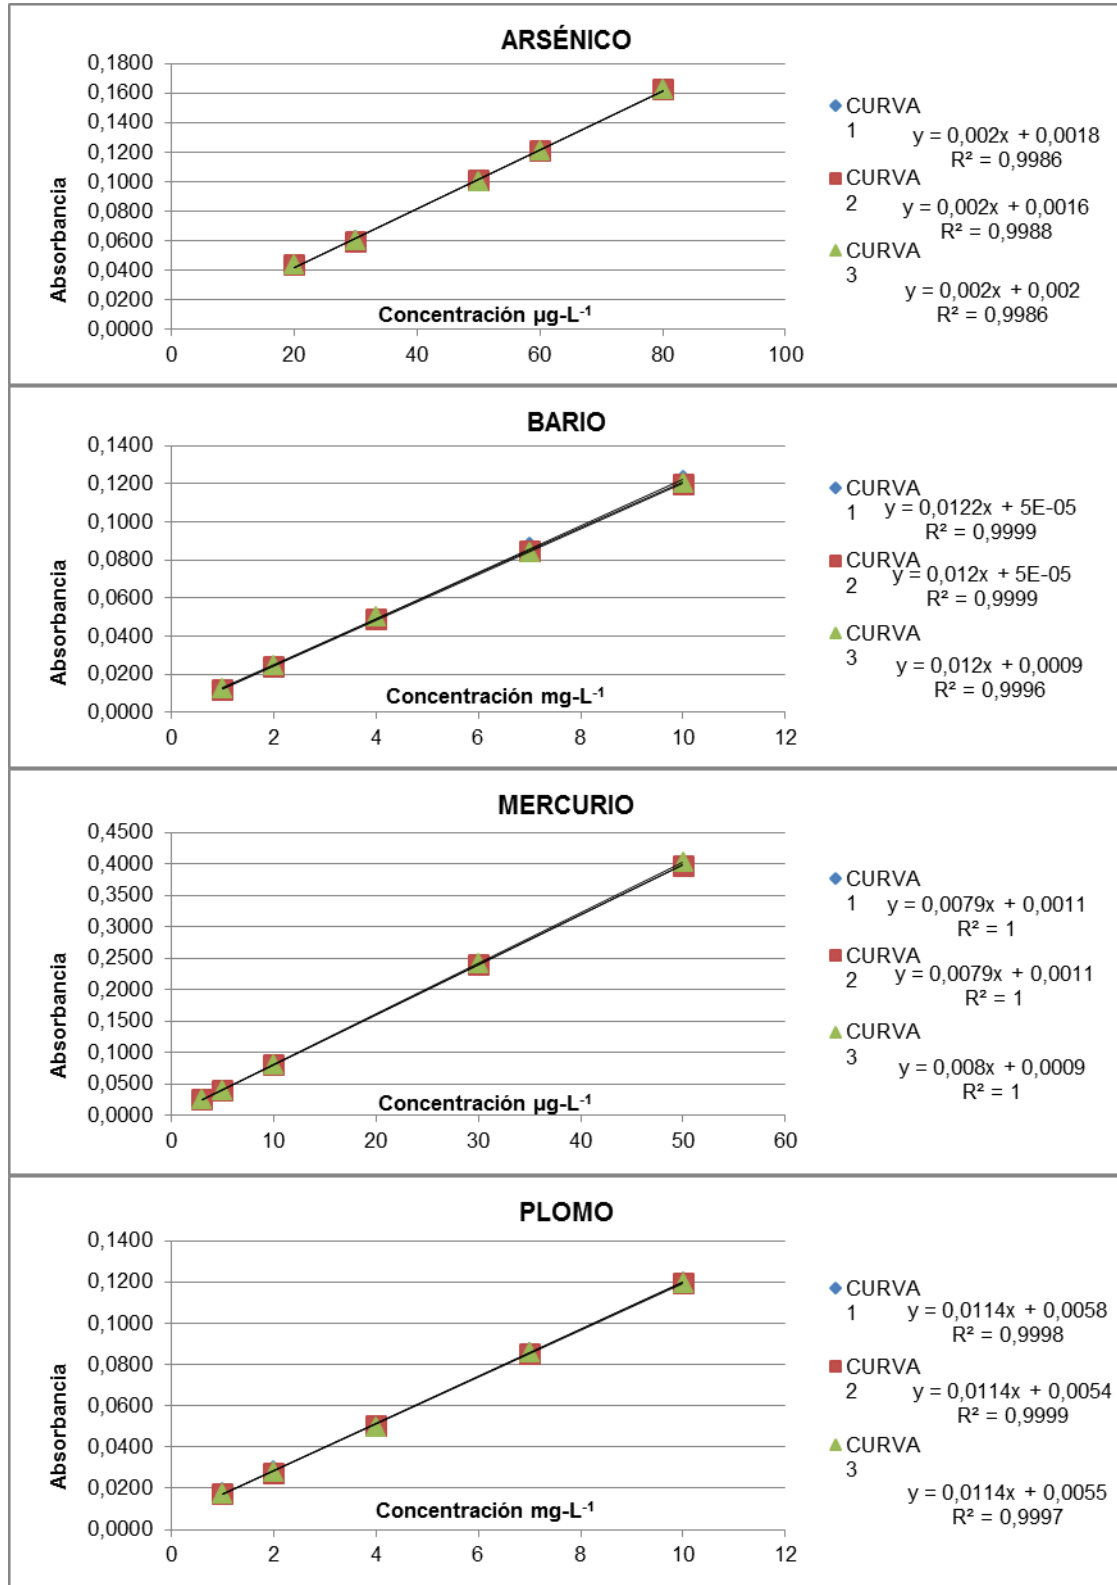 ARSÉNICO
0,1800
0,1600
0,1400
0,1200
0,1000
0,0800
0,0600
0,0400
0,0200
0,0000
Absorbancia
Concentración µg-L⁻¹
0 20 40 60 80 100
CURVA
1
y = 0,002x + 0,0018
R² = 0,9986
CURVA
2
y = 0,002x + 0,0016
R² = 0,9988
CURVA
3
y = 0,002x + 0,002
R² = 0,9986
BARIO
0,1400
0,1200
0,1000
0,0800
0,0600
0,0400
0,0200
0,0000
Absorbancia
Concentración mg-L⁻¹
0 2 4 6 8 10 12
CURVA
1
y = 0,0122x + 5E-05
R² = 0,9999
CURVA
2
y = 0,012x + 5E-05
R² = 0,9999
CURVA
3
y = 0,012x + 0,0009
R² = 0,9996
MERCURIO
0,4500
0,4000
0,3500
0,3000
0,2500
0,2000
0,1500
0,1000
0,0500
0,0000
Absorbancia
Concentración µg-L⁻¹
0 10 20 30 40 50 60
CURVA
1
y = 0,0079x + 0,0011
R² = 1
CURVA
2
y = 0,0079x + 0,0011
R² = 1
CURVA
3
y = 0,008x + 0,0009
R² = 1
PLOMO
0,1400
0,1200
0,1000
0,0800
0,0600
0,0400
0,0200
0,0000
Absorbancia
Concentración mg-L⁻¹
0 2 4 6 8 10 12
CURVA
1
y = 0,0114x + 0,0058
R² = 0,9998
CURVA
2
y = 0,0114x + 0,0054
R² = 0,9999
CURVA
3
y = 0,0114x + 0,0055
R² = 0,9997